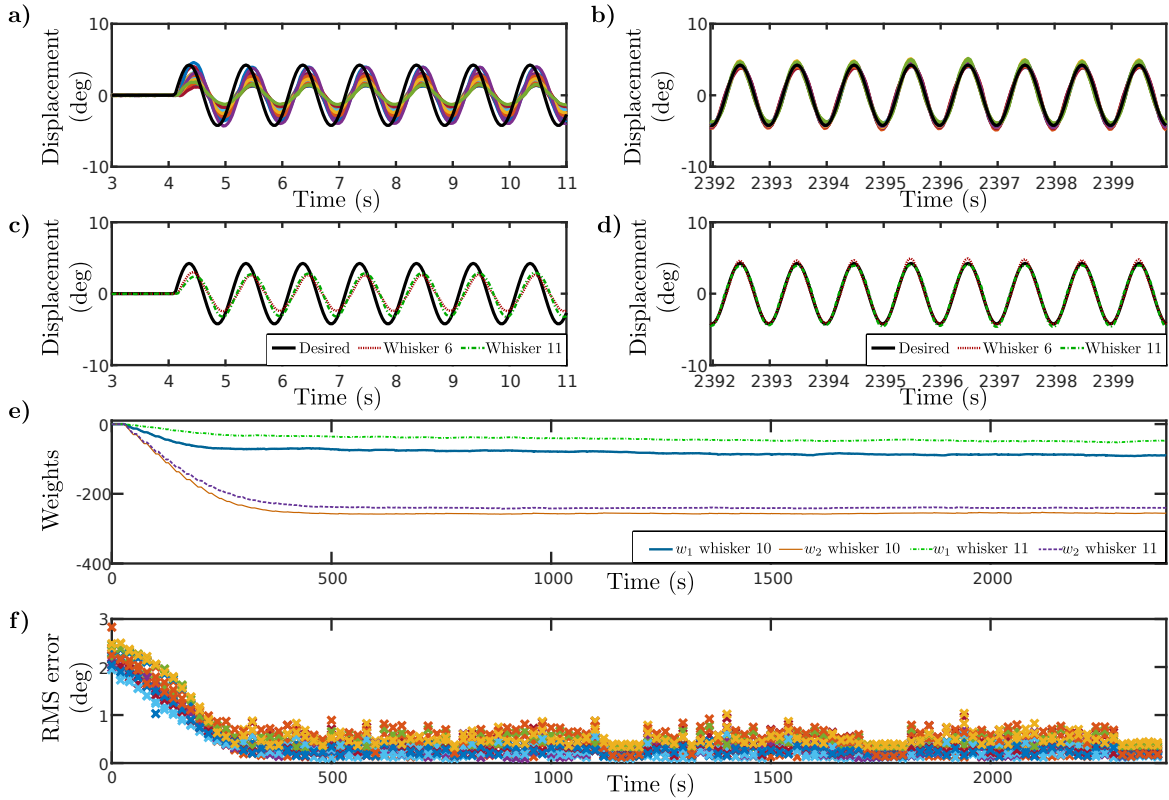 a)
10
0
-10
Displacement
(deg)
3 4 5 6 7 8 9 10 11
Time (s)
b)
10
0
-10
Displacement
(deg)
2392 2393 2394 2395 2396 2397 2398 2399
Time (s)
c)
10
0
-10
Displacement
(deg)
Desired Whisker 6 Whisker 11
3 4 5 6 7 8 9 10 11
Time (s)
d)
10
0
-10
Displacement
(deg)
Desired Whisker 6 Whisker 11
2392 2393 2394 2395 2396 2397 2398 2399
Time (s)
e)
0
-200
-400
Weights
w1 whisker 10 w2 whisker 10 w1 whisker 11 w2 whisker 11
0 500 1000 1500 2000
Time (s)
f)
3
2
1
0
RMS error
(deg)
0 500 1000 1500 2000
Time (s)